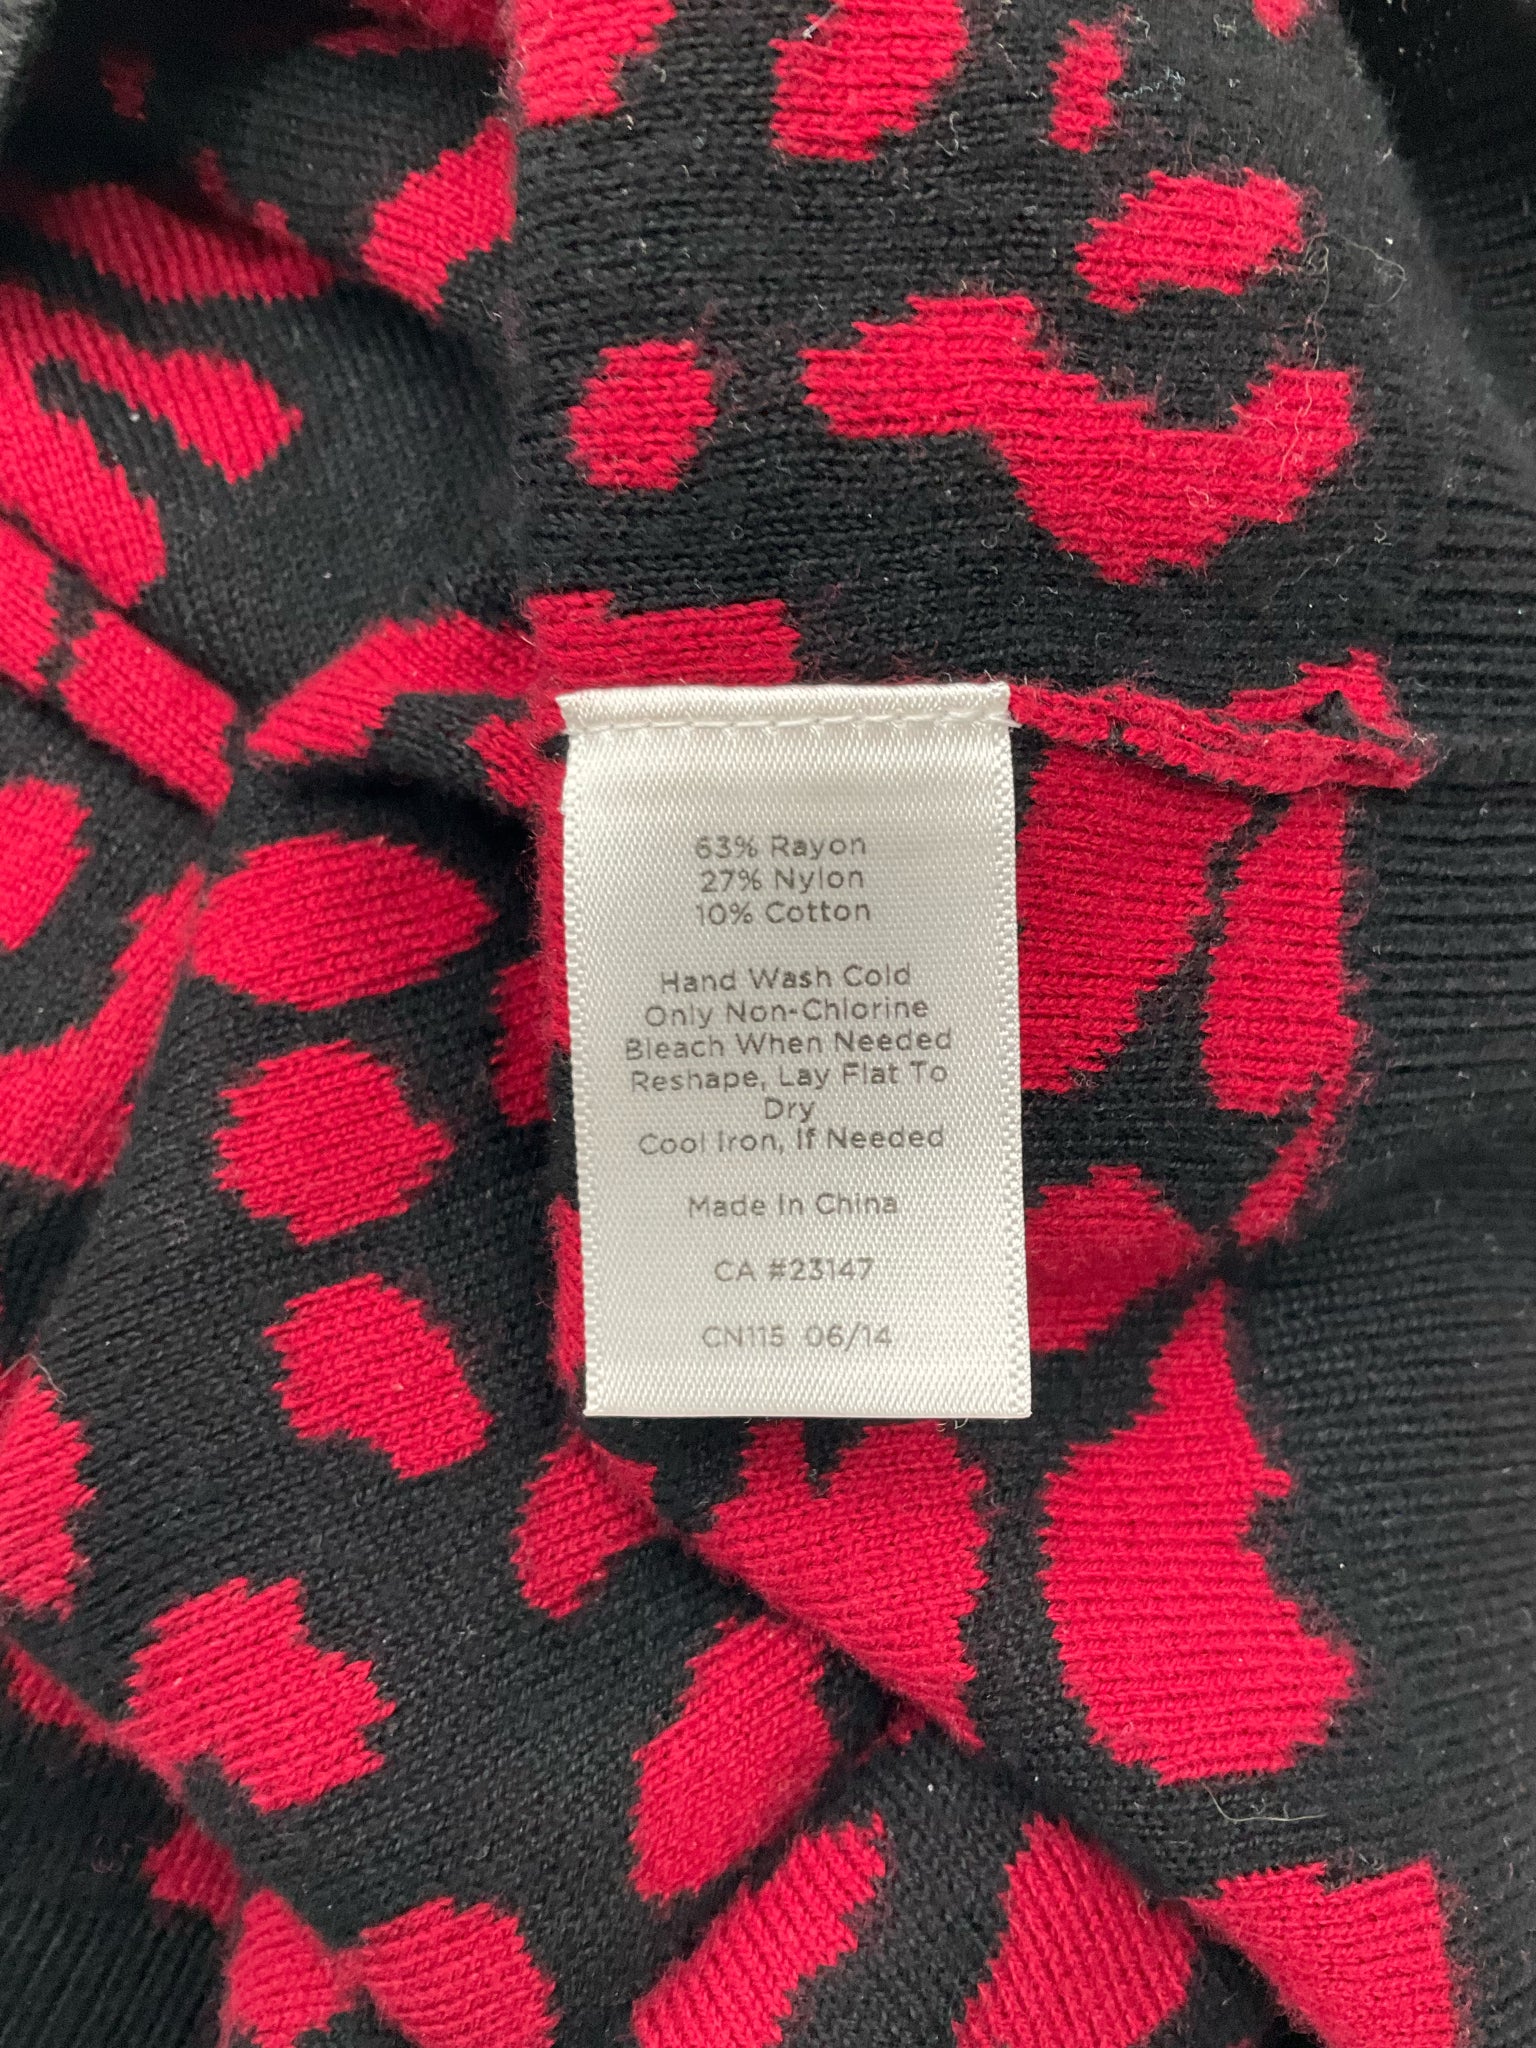 63% Rayon
27% Nylon
10% Cotton
Hand Wash Cold
Only Non-Chlorine
Bleach When Needed
Reshape, Lay Flat To
Dry
Cool Iron, If Needed
Made In China
CA #23147
CN115 06/14